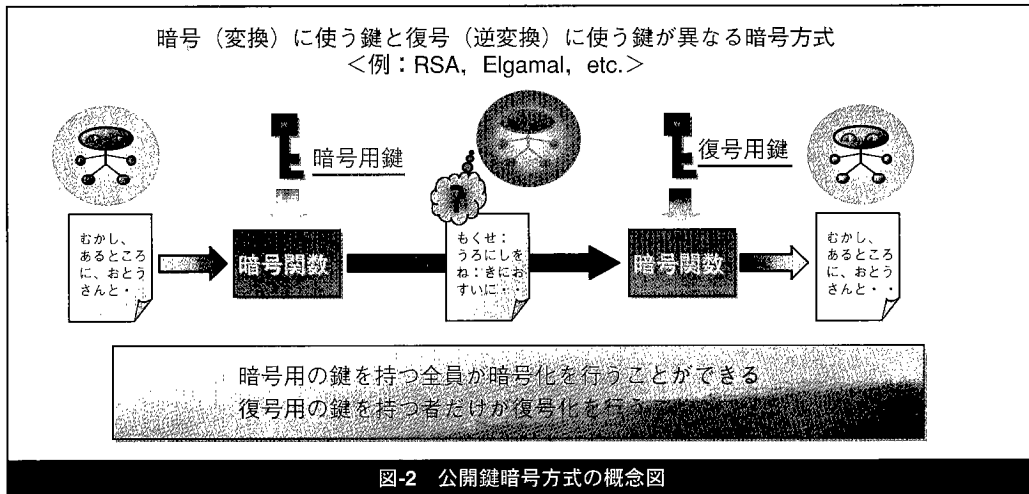 暗号（変換）に使う鍵と復号（逆変換）に使う鍵が異なる暗号方式
＜例：RSA，Elgamal，etc.＞
暗号用鍵
復号用鍵
?
むかし、
あるところ
に、おとう
さんと・・
暗号関数
もくせ：
うろにしを
ね：きにお
すいに・・
暗号関数
むかし、
あるところ
に、おとう
さんと・・
暗号用の鍵を持つ全員が暗号化を行うことができる
復号用の鍵を持つ者だけが復号化を行う
図-2 公開鍵暗号方式の概念図